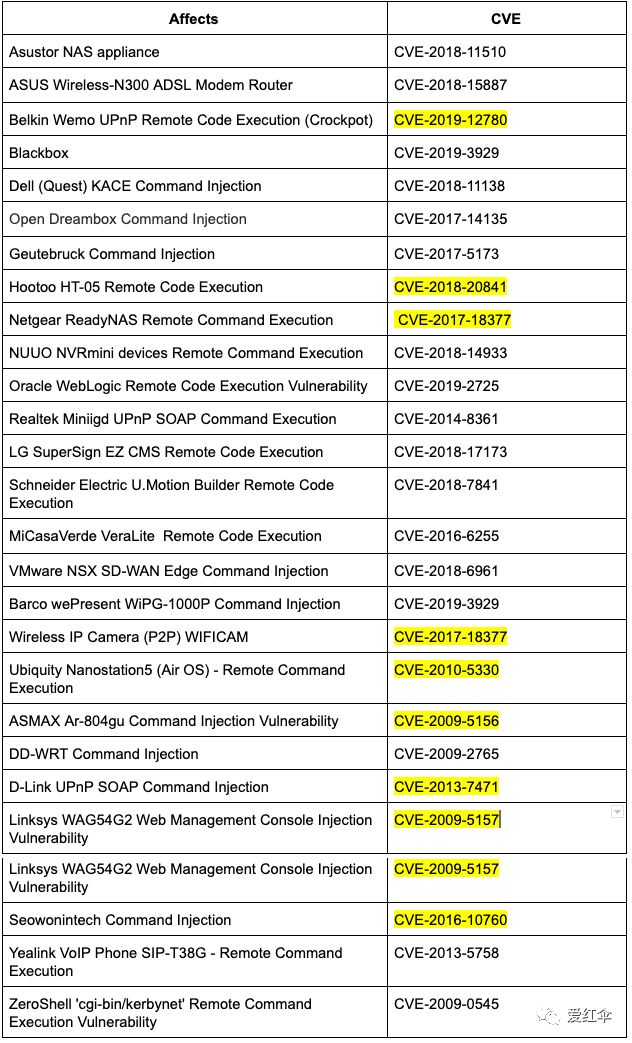 Affects CVE
Asustor NAS appliance CVE-2018-11510
ASUS Wireless-N300 ADSL Modem Router CVE-2018-15887
Belkin Wemo UPnP Remote Code Execution (Crockpot) CVE-2019-12780
Blackbox CVE-2019-3929
Dell (Quest) KACE Command Injection CVE-2018-11138
Open Dreambox Command Injection CVE-2017-14135
Geutebruck Command Injection CVE-2017-5173
Hootoo HT-05 Remote Code Execution CVE-2018-20841
Netgear ReadyNAS Remote Command Execution CVE-2017-18377
NUUO NVRmini devices Remote Command Execution CVE-2018-14933
Oracle WebLogic Remote Code Execution Vulnerability CVE-2019-2725
Realtek Miniigd UPnP SOAP Command Execution CVE-2014-8361
LG SuperSign EZ CMS Remote Code Execution CVE-2018-17173
Schneider Electric U.Motion Builder Remote Code CVE-2018-7841
Execution
MiCasaVerde VeraLite Remote Code Execution CVE-2016-6255
VMware NSX SD-WAN Edge Command Injection CVE-2018-6961
Barco wePresent WiPG-1000P Command Injection CVE-2019-3929
Wireless IP Camera (P2P) WIFICAM CVE-2017-18377
Ubiquity Nanostation5 (Air OS) - Remote Command CVE-2010-5330
Execution
ASMAX Ar-804gu Command Injection Vulnerability CVE-2009-5156
DD-WRT Command Injection CVE-2009-2765
D-Link UPnP SOAP Command Injection CVE-2013-7471
Linksys WAG54G2 Web Management Console Injection CVE-2009-5157
Vulnerability
Linksys WAG54G2 Web Management Console Injection CVE-2009-5157
Vulnerability
Seowonintech Command Injection CVE-2016-10760
Yealink VoIP Phone SIP-T38G - Remote Command CVE-2013-5758
Execution
ZeroShell 'cgi-bin/kerbynet' Remote Command CVE-2009-0545
Execution Vulnerability
爱红伞